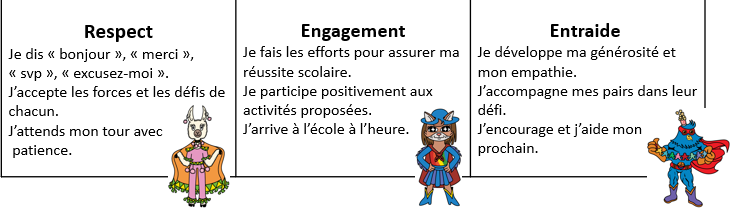 Respect
Je dis « bonjour », « merci »,
« svp », « excusez-moi ».
J'accepte les forces et les défis de
chacun.
J'attends mon tour avec
patience.
Engagement
Je fais les efforts pour assurer ma
réussite scolaire.
Je participe positivement aux
activités proposées.
J'arrive à l'école à l'heure.
Entraide
Je développe ma générosité et
mon empathie.
J'accompagne mes pairs dans leur
défi.
J'encourage et j'aide mon
prochain.